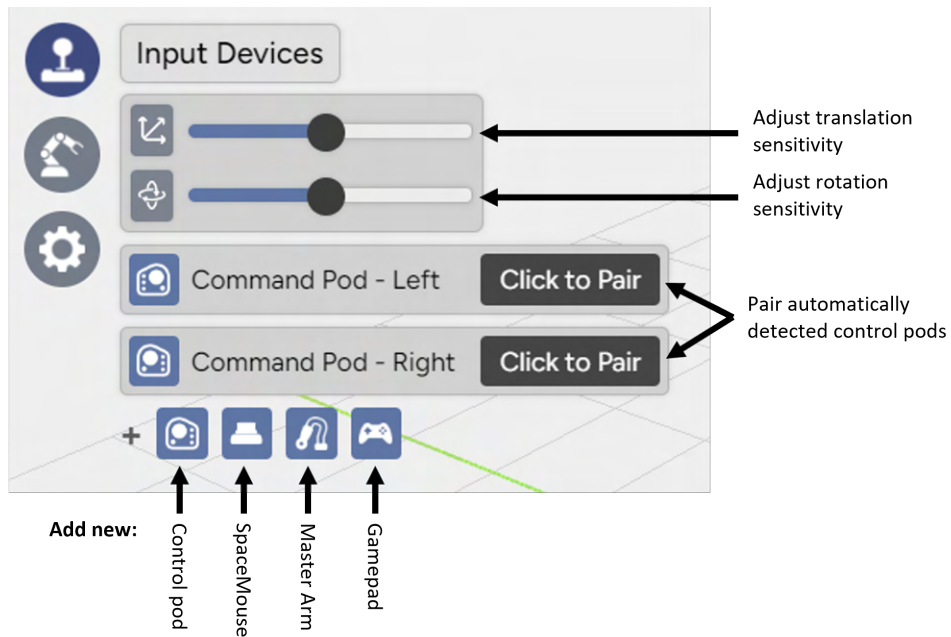 Input Devices
Adjust translation
sensitivity
Adjust rotation
sensitivity
Command Pod - Left
Click to Pair
Command Pod - Right
Click to Pair
Pair automatically
detected control pods
+
Add new:
Control pod
SpaceMouse
Master Arm
Gamepad